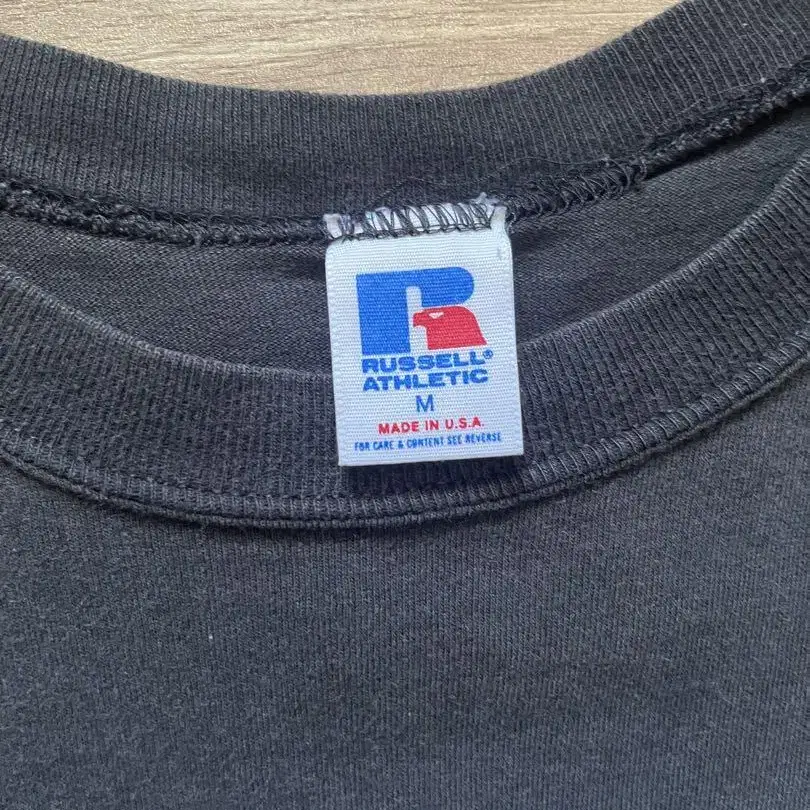 R
RUSSELL®
ATHLETIC
M
MADE IN U.S.A.
FOR CARE & CONTENT SEE REVERSE